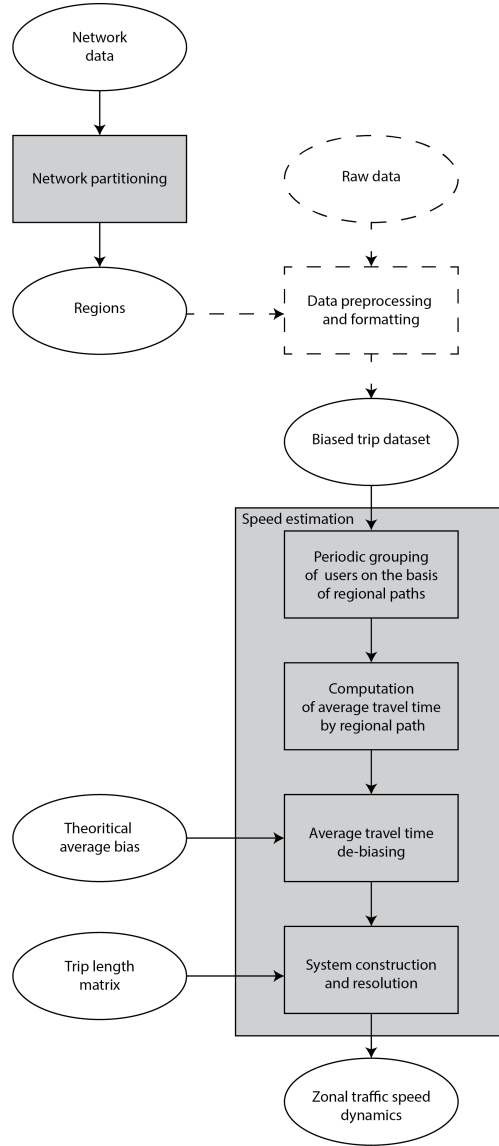 Network
data
Network partitioning
Raw data
Regions
Data preprocessing
and formatting
Biased trip dataset
Speed estimation
Periodic grouping
of users on the basis
of regional paths
Computation
of average travel time
by regional path
Theoritical
average bias
Average travel time
de-biasing
Trip length
matrix
System construction
and resolution
Zonal traffic speed
dynamics